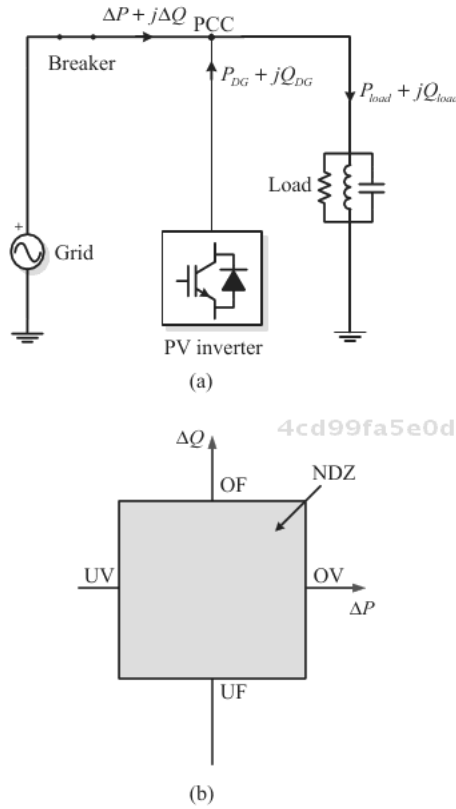 ΔP + jΔQ
PCC
Breaker
P_DG + jQ_DG
P_load + jQ_load
Load
+
Grid
PV inverter
(a)
4cd99fa5e0d
ΔQ
NDZ
OF
UV
OV
ΔP
UF
(b)